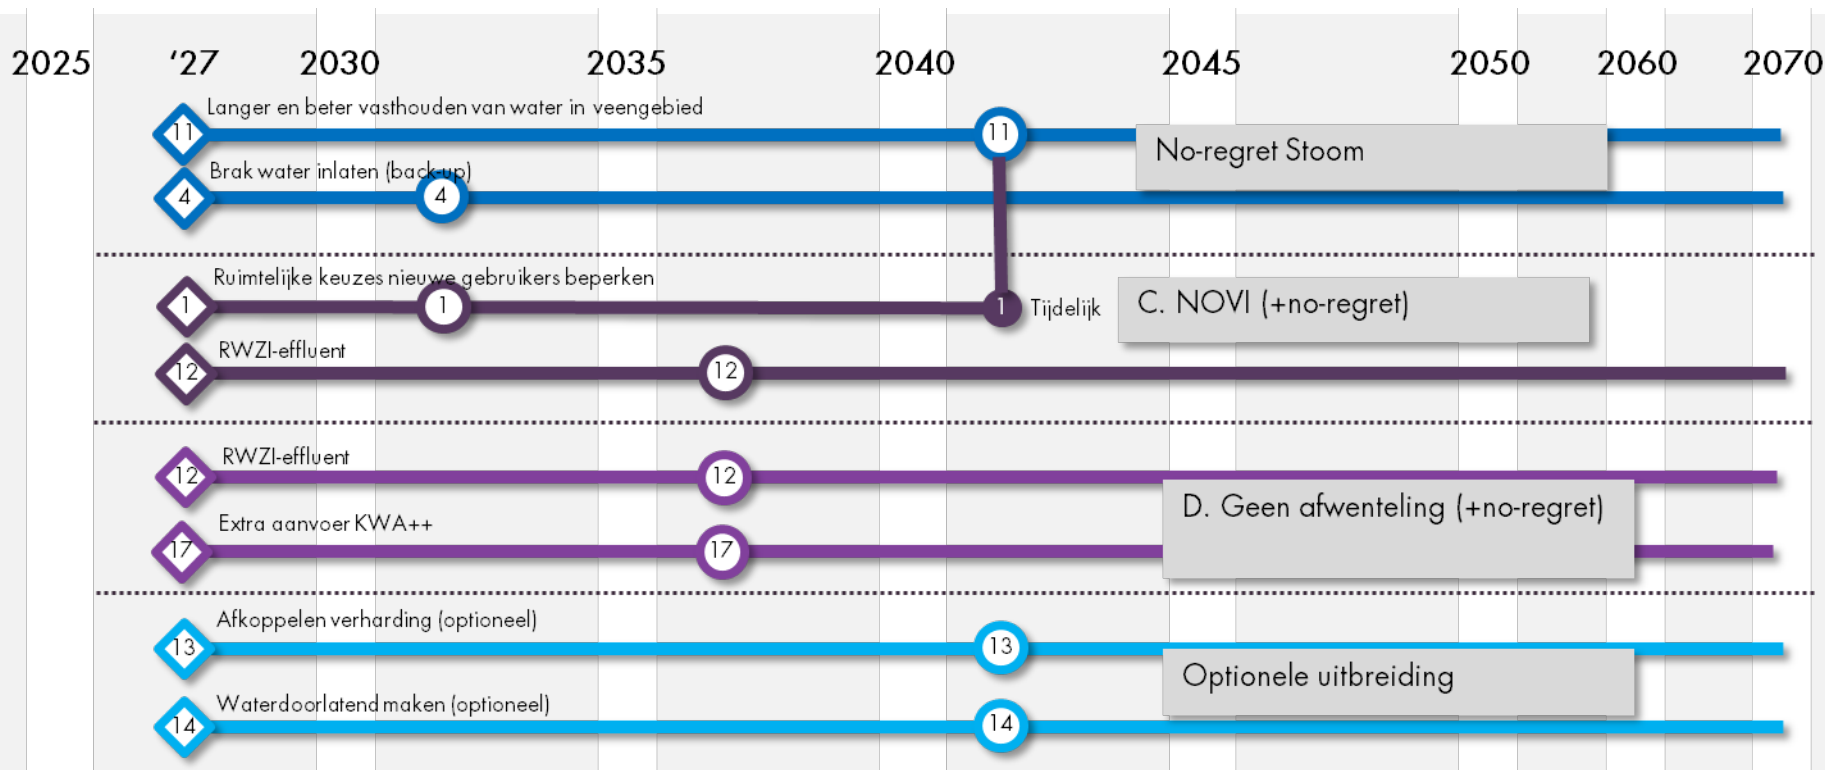 2025 ‘27 2030 2035 2040 2045 2050 2060 2070
Langer en beter vasthouden van water in veengebied
11 11
No-regret Stoom
Brak water inlaten (back-up)
4 4
Ruimtelijke keuzes nieuwe gebruikers beperken
1 1 1 Tijdelijk
C. NOVI (+no-regret)
RWZI-effluent
12 12
RWZI-effluent
12 12
D. Geen afwenteling (+no-regret)
Extra aanvoer KWA++
17 17
Afkoppelen verharding (optioneel)
13 13
Optionele uitbreiding
Waterdoorlatend maken (optioneel)
14 14